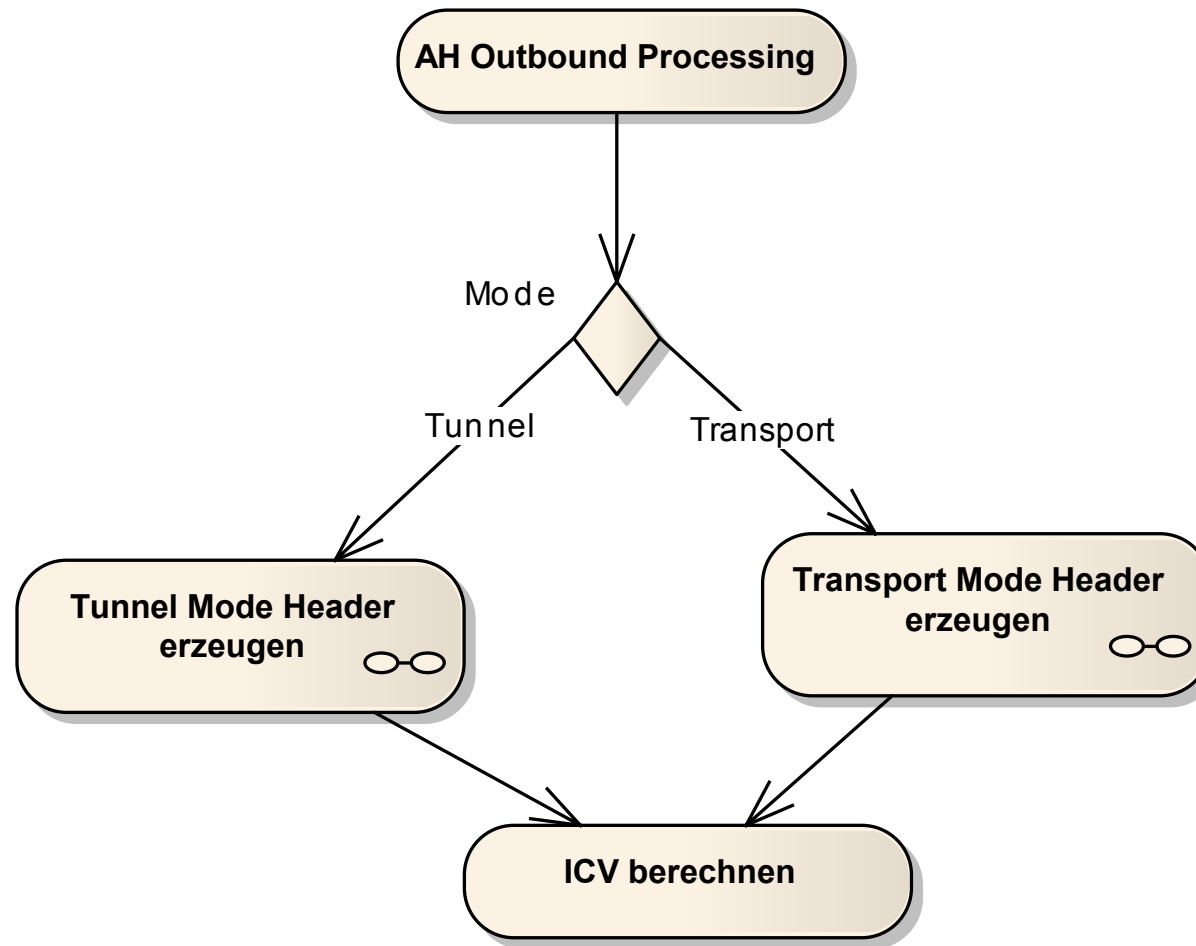 AH Outbound Processing
Mode
Tunnel
Transport
Tunnel Mode Header
erzeugen
Transport Mode Header
erzeugen
ICV berechnen